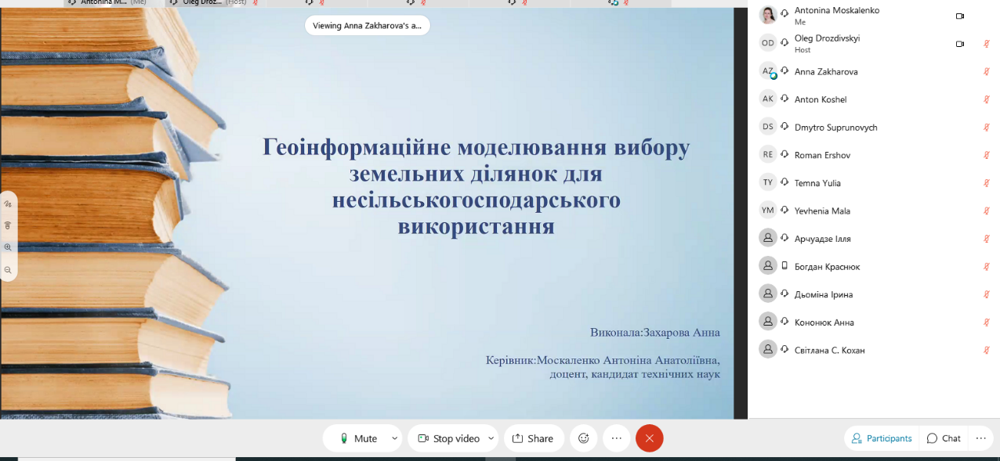 Antonina M... (Me)
Oleg Droz... (Host)
Viewing Anna Zakharova's a...
Геоінформаційне моделювання вибору
земельних ділянок для
несільськогосподарського
використання
Виконала:Захарова Анна
Керівник:Москаленко Антоніна Анатоліївна,
доцент, кандидат технічних наук
Antonina Moskalenko
Me
OD
Oleg Drozdivskyi
Host
AZ
Anna Zakharova
AK
Anton Koshel
DS
Dmytro Suprunovych
RE
Roman Ershov
TY
Temna Yulia
YM
Yevhenia Mala
Арчуадзе Ілля
Богдан Краснюк
Дьоміна Ірина
Кононюк Анна
Світлана С. Кохан
Mute
Stop video
Share
Participants
Chat